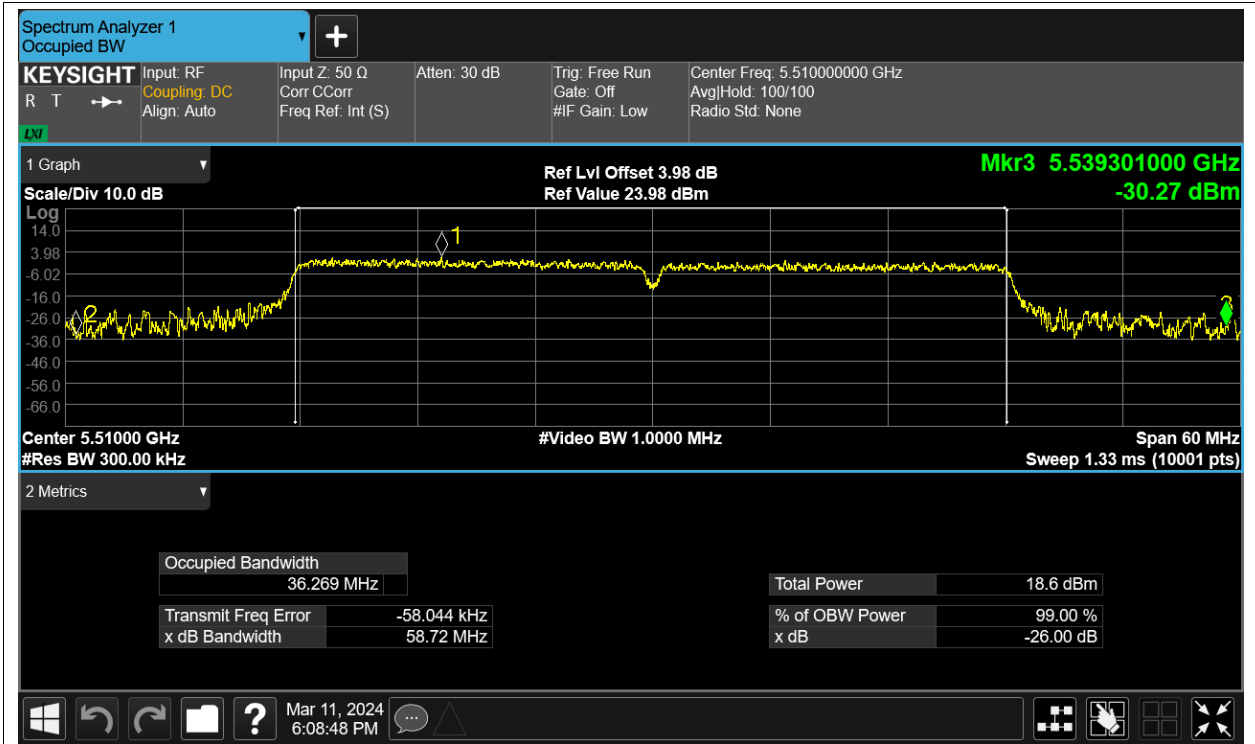 Spectrum Analyzer 1
Occupied BW
KEYSIGHT
R T
LXI
Input: RF
Coupling: DC
Align: Auto
Input Z: 50 Ω
Corr CCorr
Freq Ref: Int (S)
Atten: 30 dB
Trig: Free Run
Gate: Off
#IF Gain: Low
Center Freq: 5.510000000 GHz
Avg|Hold: 100/100
Radio Std: None
1 Graph
Scale/Div 10.0 dB
Ref Lvl Offset 3.98 dB
Ref Value 23.98 dBm
Mkr3 5.539301000 GHz
-30.27 dBm
Log
14.0
3.98
-6.02
-16.0
-26.0
-36.0
-46.0
-56.0
-66.0
1
2
3
Center 5.51000 GHz
#Res BW 300.00 kHz
#Video BW 1.0000 MHz
Span 60 MHz
Sweep 1.33 ms (10001 pts)
2 Metrics
Occupied Bandwidth
36.269 MHz
Transmit Freq Error -58.044 kHz
x dB Bandwidth 58.72 MHz
Total Power 18.6 dBm
% of OBW Power 99.00 %
x dB -26.00 dB
?
Mar 11, 2024
6:08:48 PM